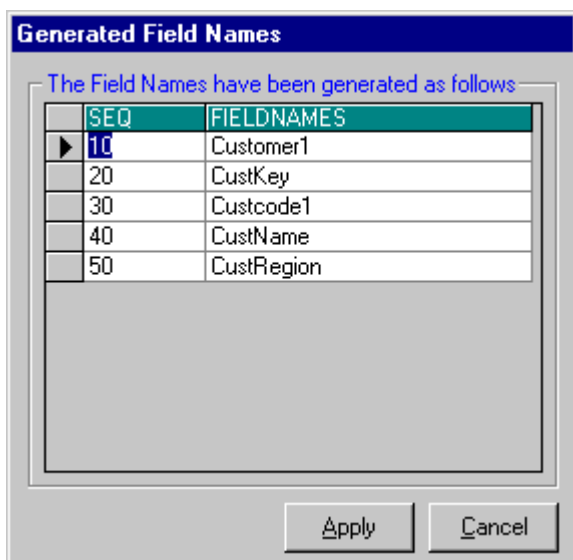 Generated Field Names
The Field Names have been generated as follows
SEQ FIELDNAMES
10 Customer1
20 CustKey
30 Custcode1
40 CustName
50 CustRegion
Apply Cancel